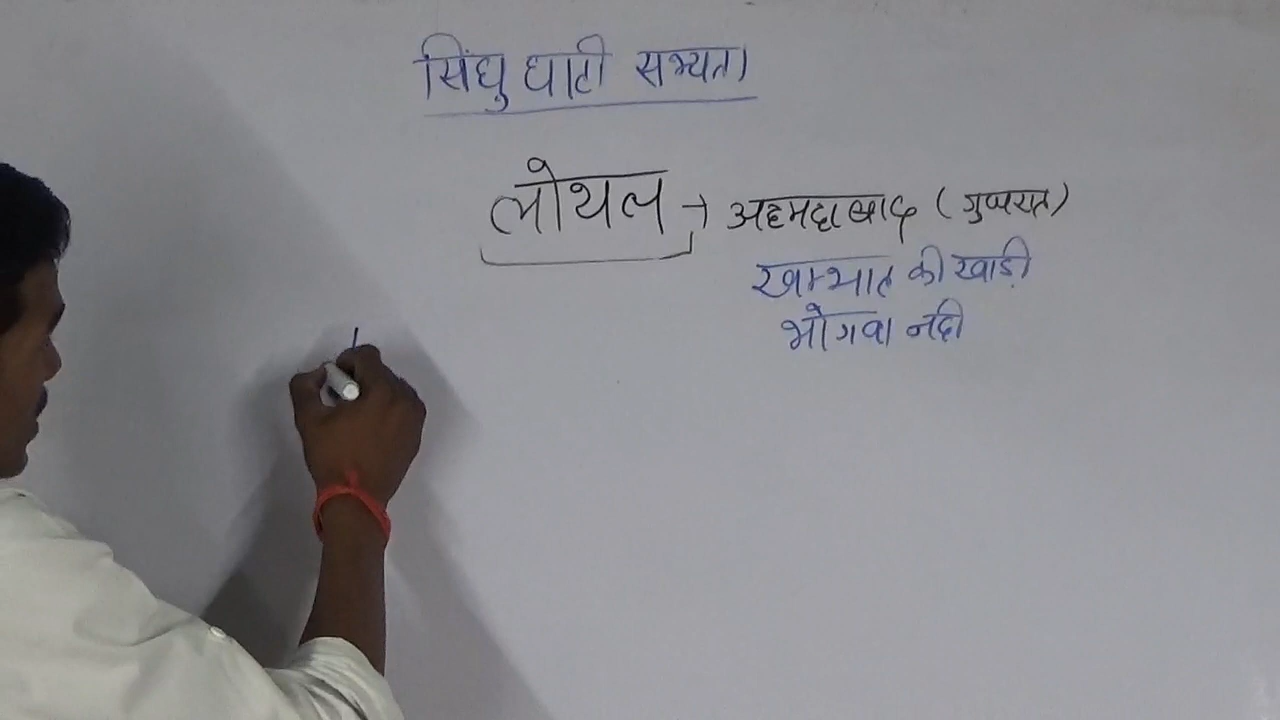 सिंधु घाटी सभ्यता
लोथल → अहमदाबाद (गुजरात)
खम्भात की खाड़ी
भोगवा नदी